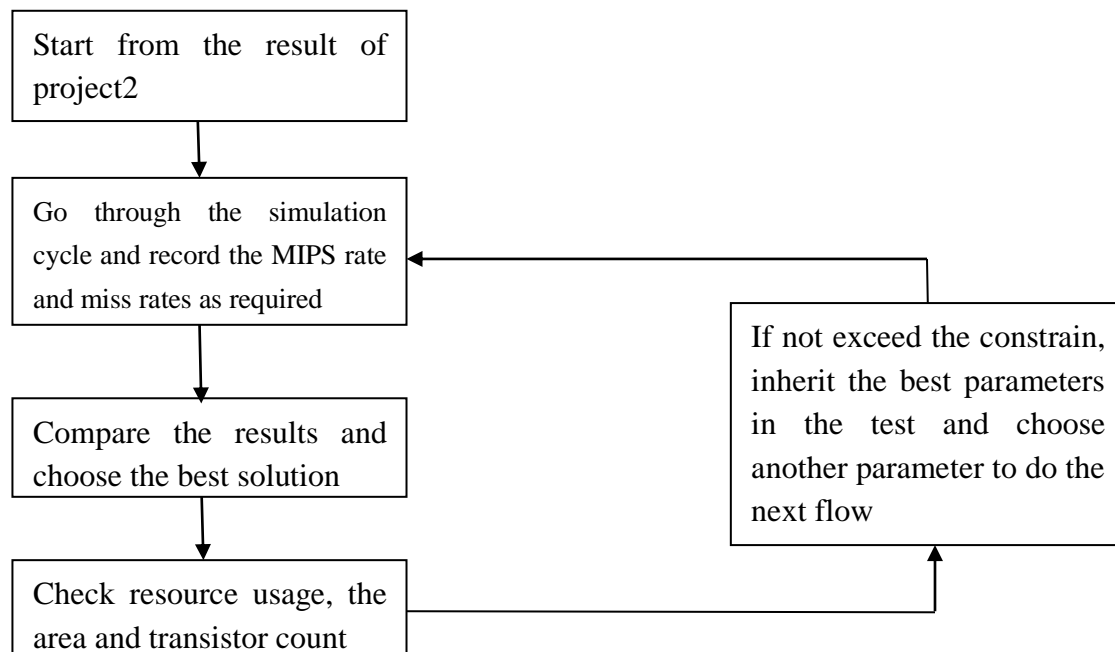 Start from the result of
project2
Go through the simulation
cycle and record the MIPS rate
and miss rates as required
Compare the results and
choose the best solution
Check resource usage, the
area and transistor count
If not exceed the constrain,
inherit the best parameters
in the test and choose
another parameter to do the
next flow